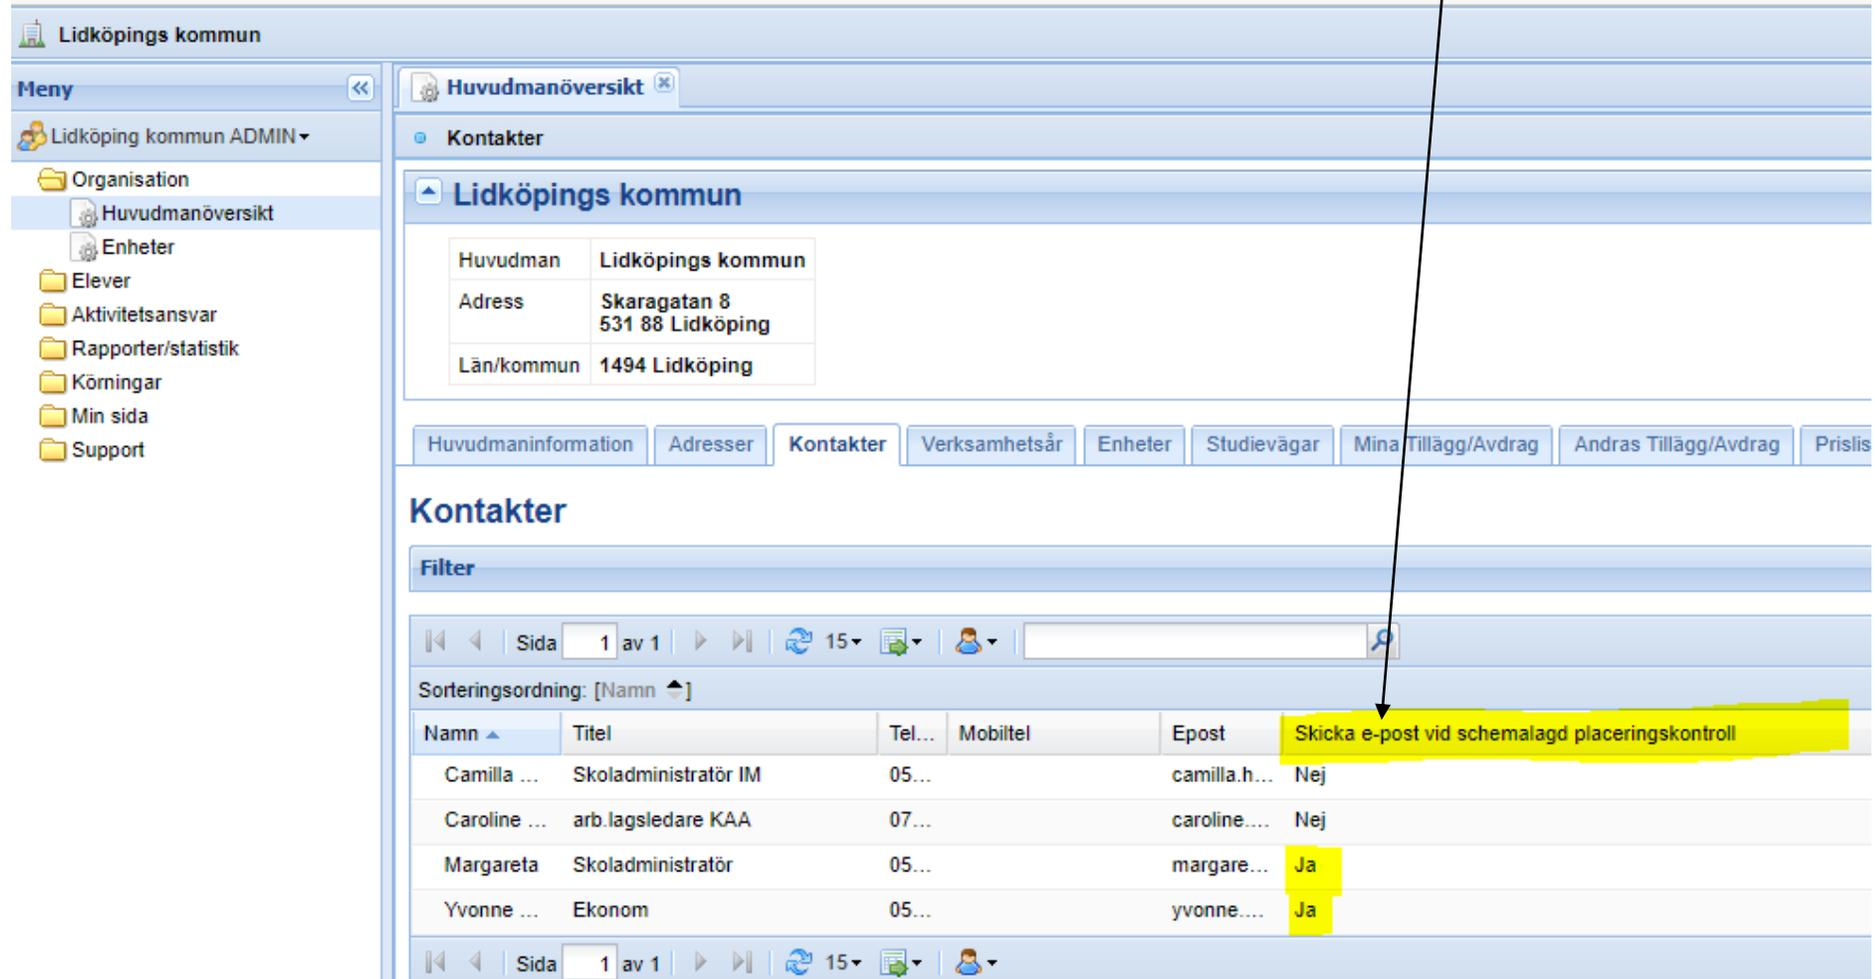 Lidköpings kommun
Meny
Lidköping kommun ADMIN
Organisation
Huvudmanöversikt
Enheter
Elever
Aktivitetsansvar
Rapporter/statistik
Körningar
Min sida
Support
Huvudmanöversikt
Kontakter
Lidköpings kommun
Huvudman Lidköpings kommun
Adress Skaragatan 8
531 88 Lidköping
Län/kommun 1494 Lidköping
Huvudmaninformation Adresser Kontakter Verksamhetsår Enheter Studievägar Mina Tillägg/Avdrag Andras Tillägg/Avdrag Prislis
Kontakter
Filter
Sida 1 av 1 15
Sorteringsordning: [Namn ]
Namn Titel Tel... Mobiltel Epost Skicka e-post vid schemalagd placeringskontroll
Camilla ... Skoladministratör IM 05... camilla.h... Nej
Caroline ... arb.lagsledare KAA 07... caroline.... Nej
Margareta Skoladministratör 05... margare... Ja
Yvonne ... Ekonom 05... yvonne.... Ja
Sida 1 av 1 15